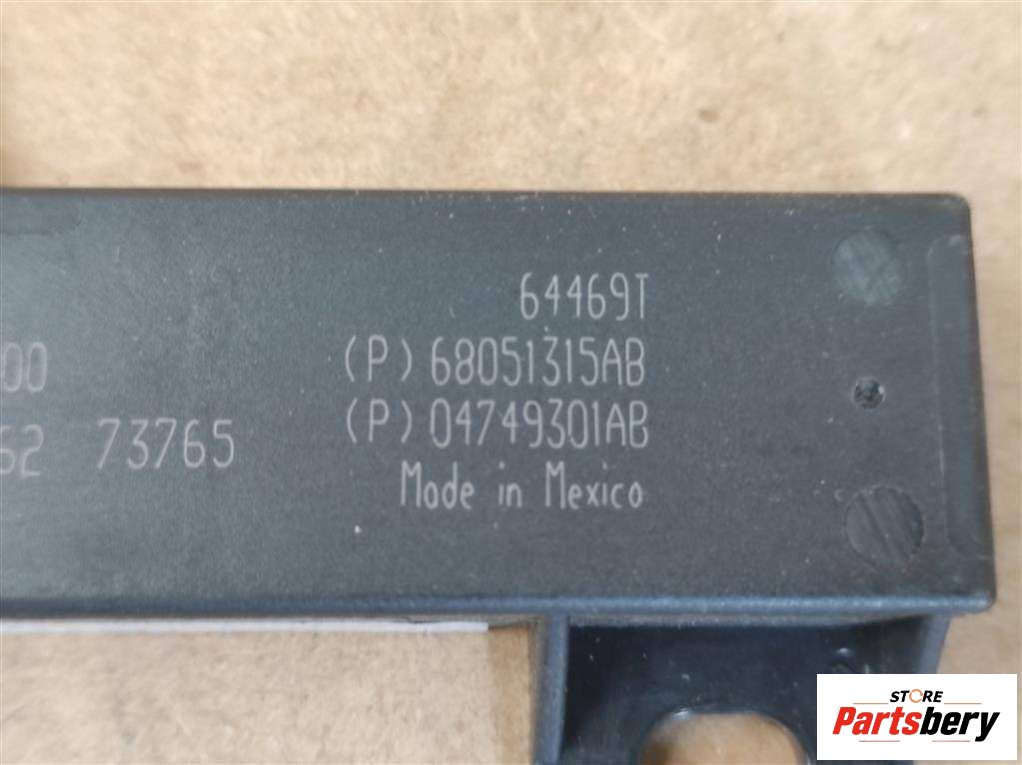 64469T
(P) 68051315AB
00
(P) 04749301AB
62 73765
Made in Mexico
STORE
Partsbery